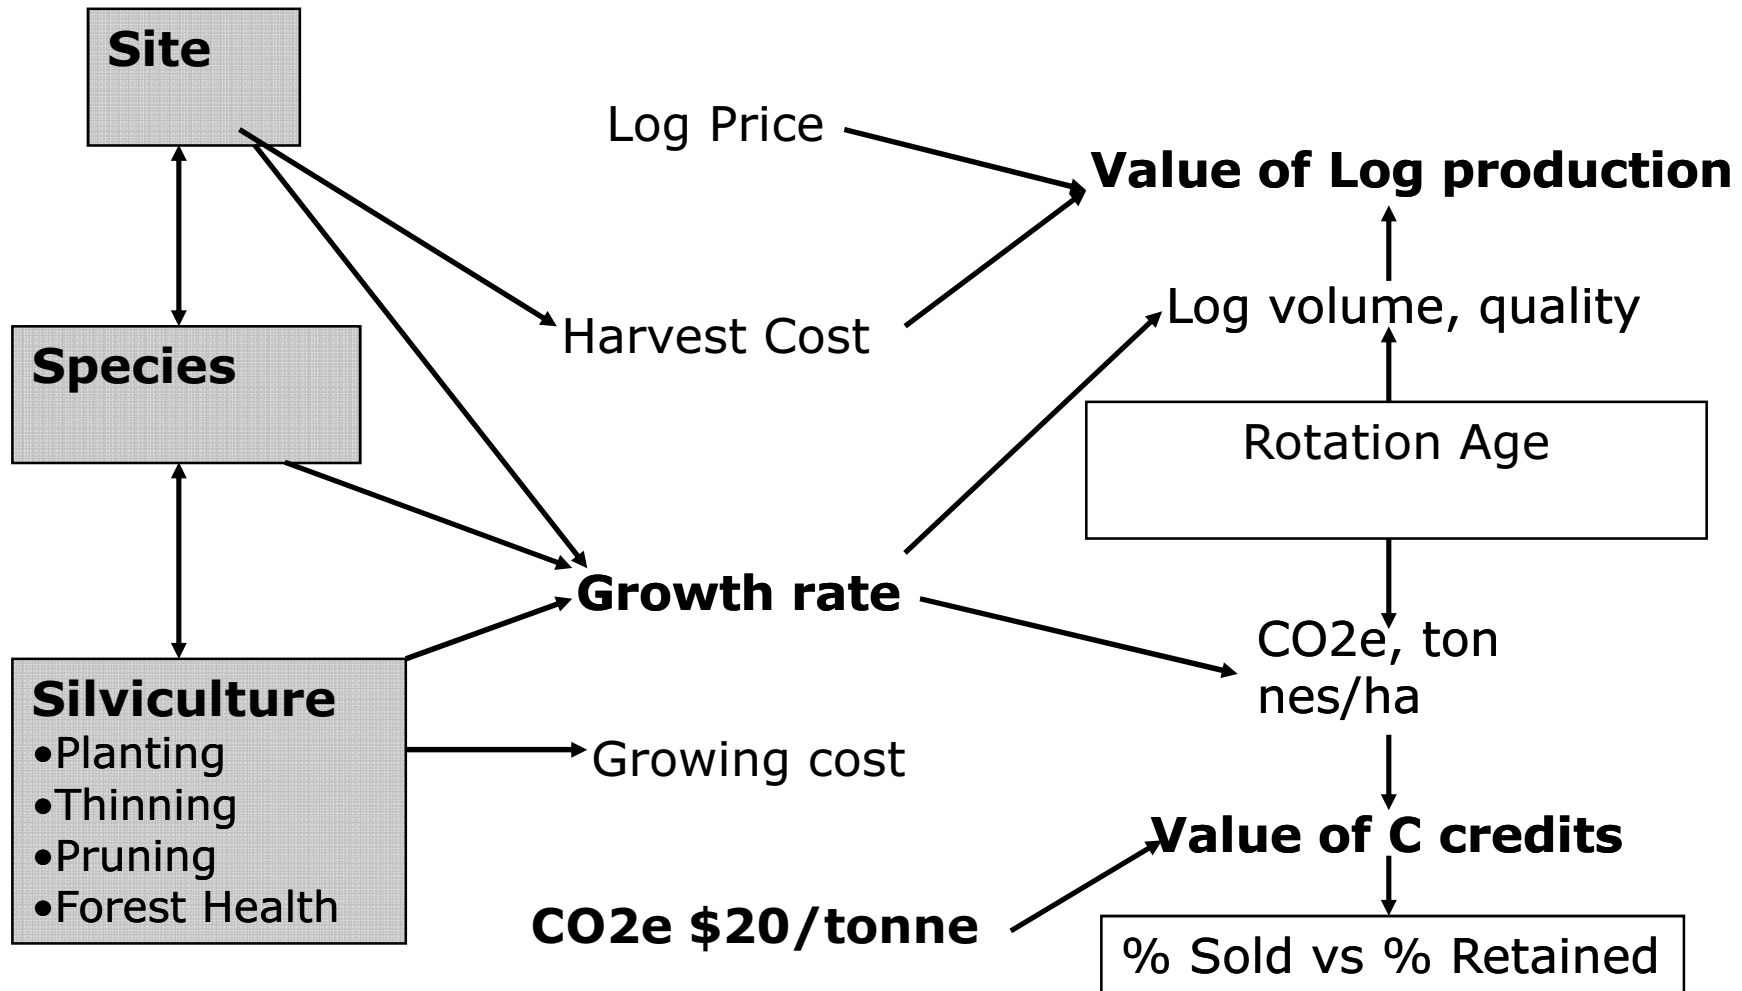 Site
Log Price
Value of Log production
Log volume, quality
Harvest Cost
Species
Rotation Age
Growth rate
CO2e, ton
nes/ha
Silviculture
•Planting
•Thinning
•Pruning
•Forest Health
Growing cost
Value of C credits
CO2e $20/tonne
% Sold vs % Retained